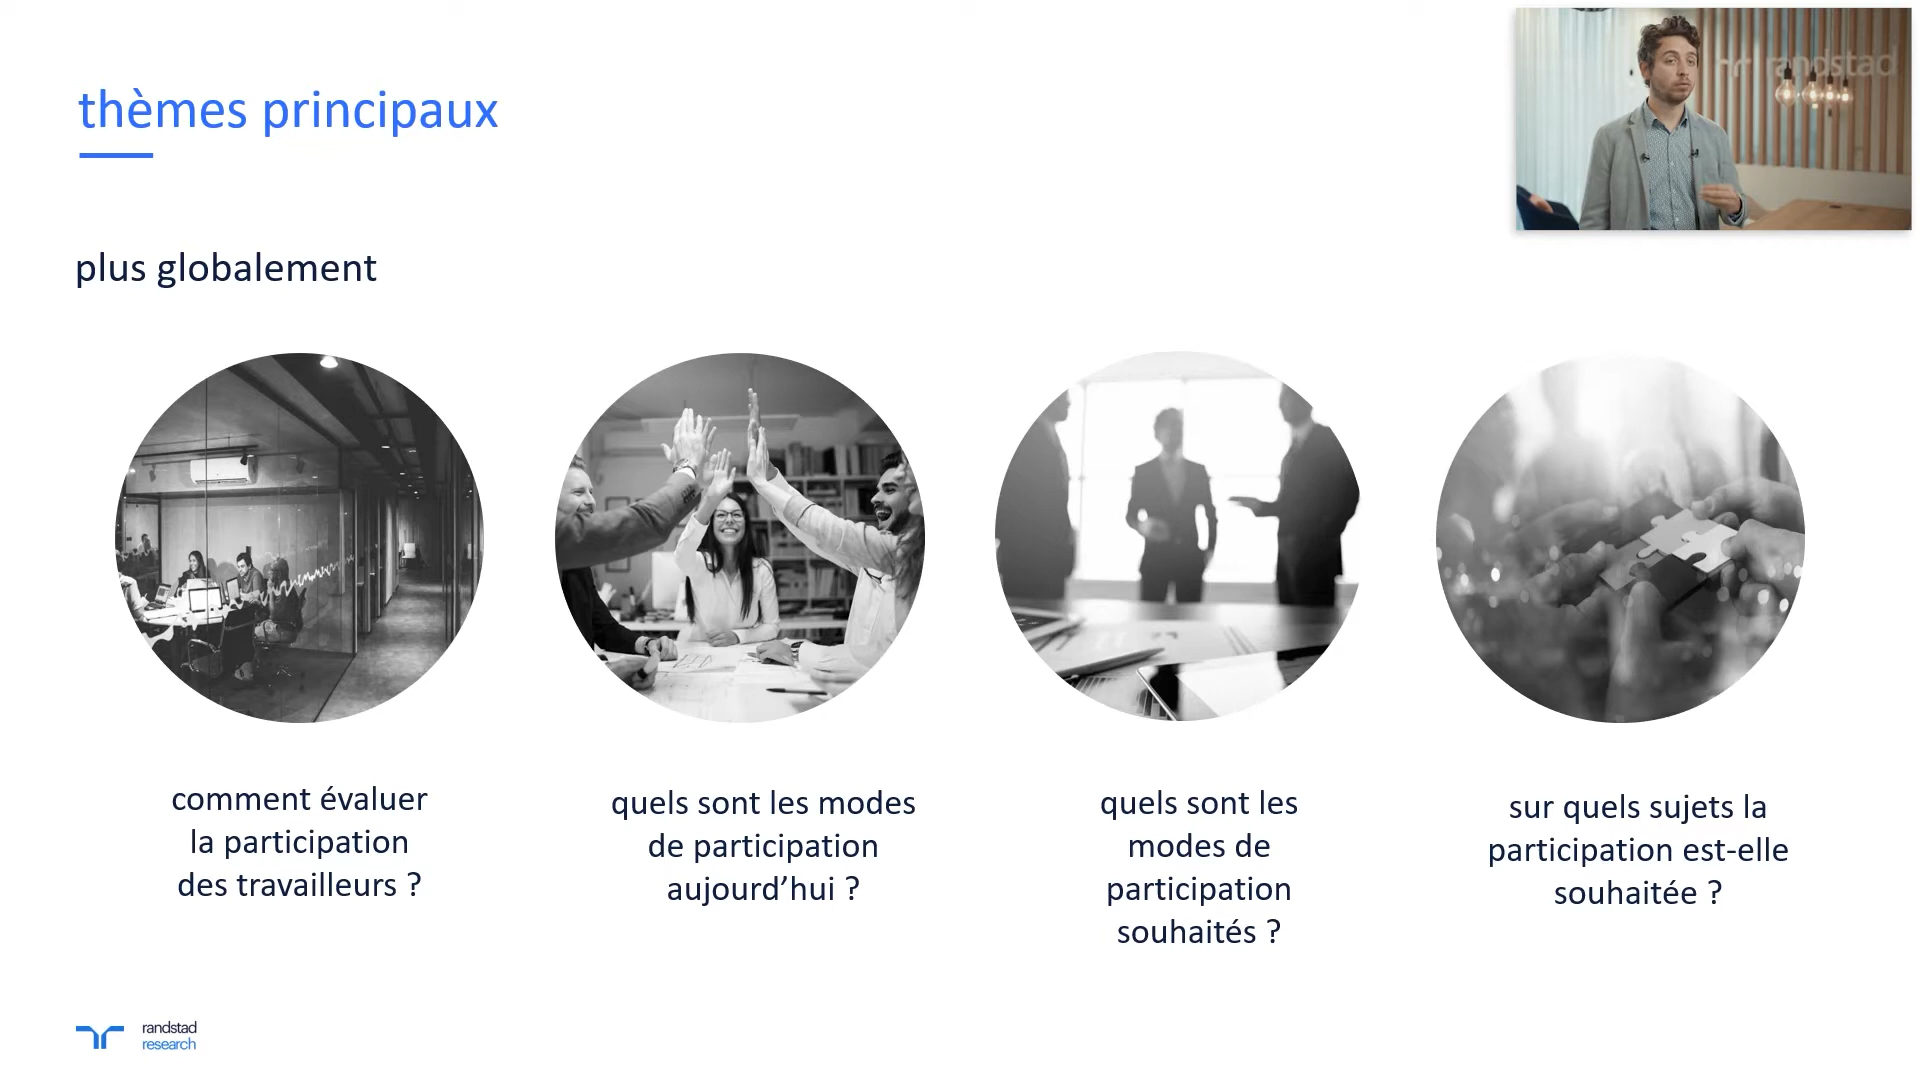 thèmes principaux
randstad
plus globalement
comment évaluer
la participation
des travailleurs ?
quels sont les modes
de participation
aujourd’hui ?
quels sont les
modes de
participation
souhaités ?
sur quels sujets la
participation est-elle
souhaitée ?
randstad
research